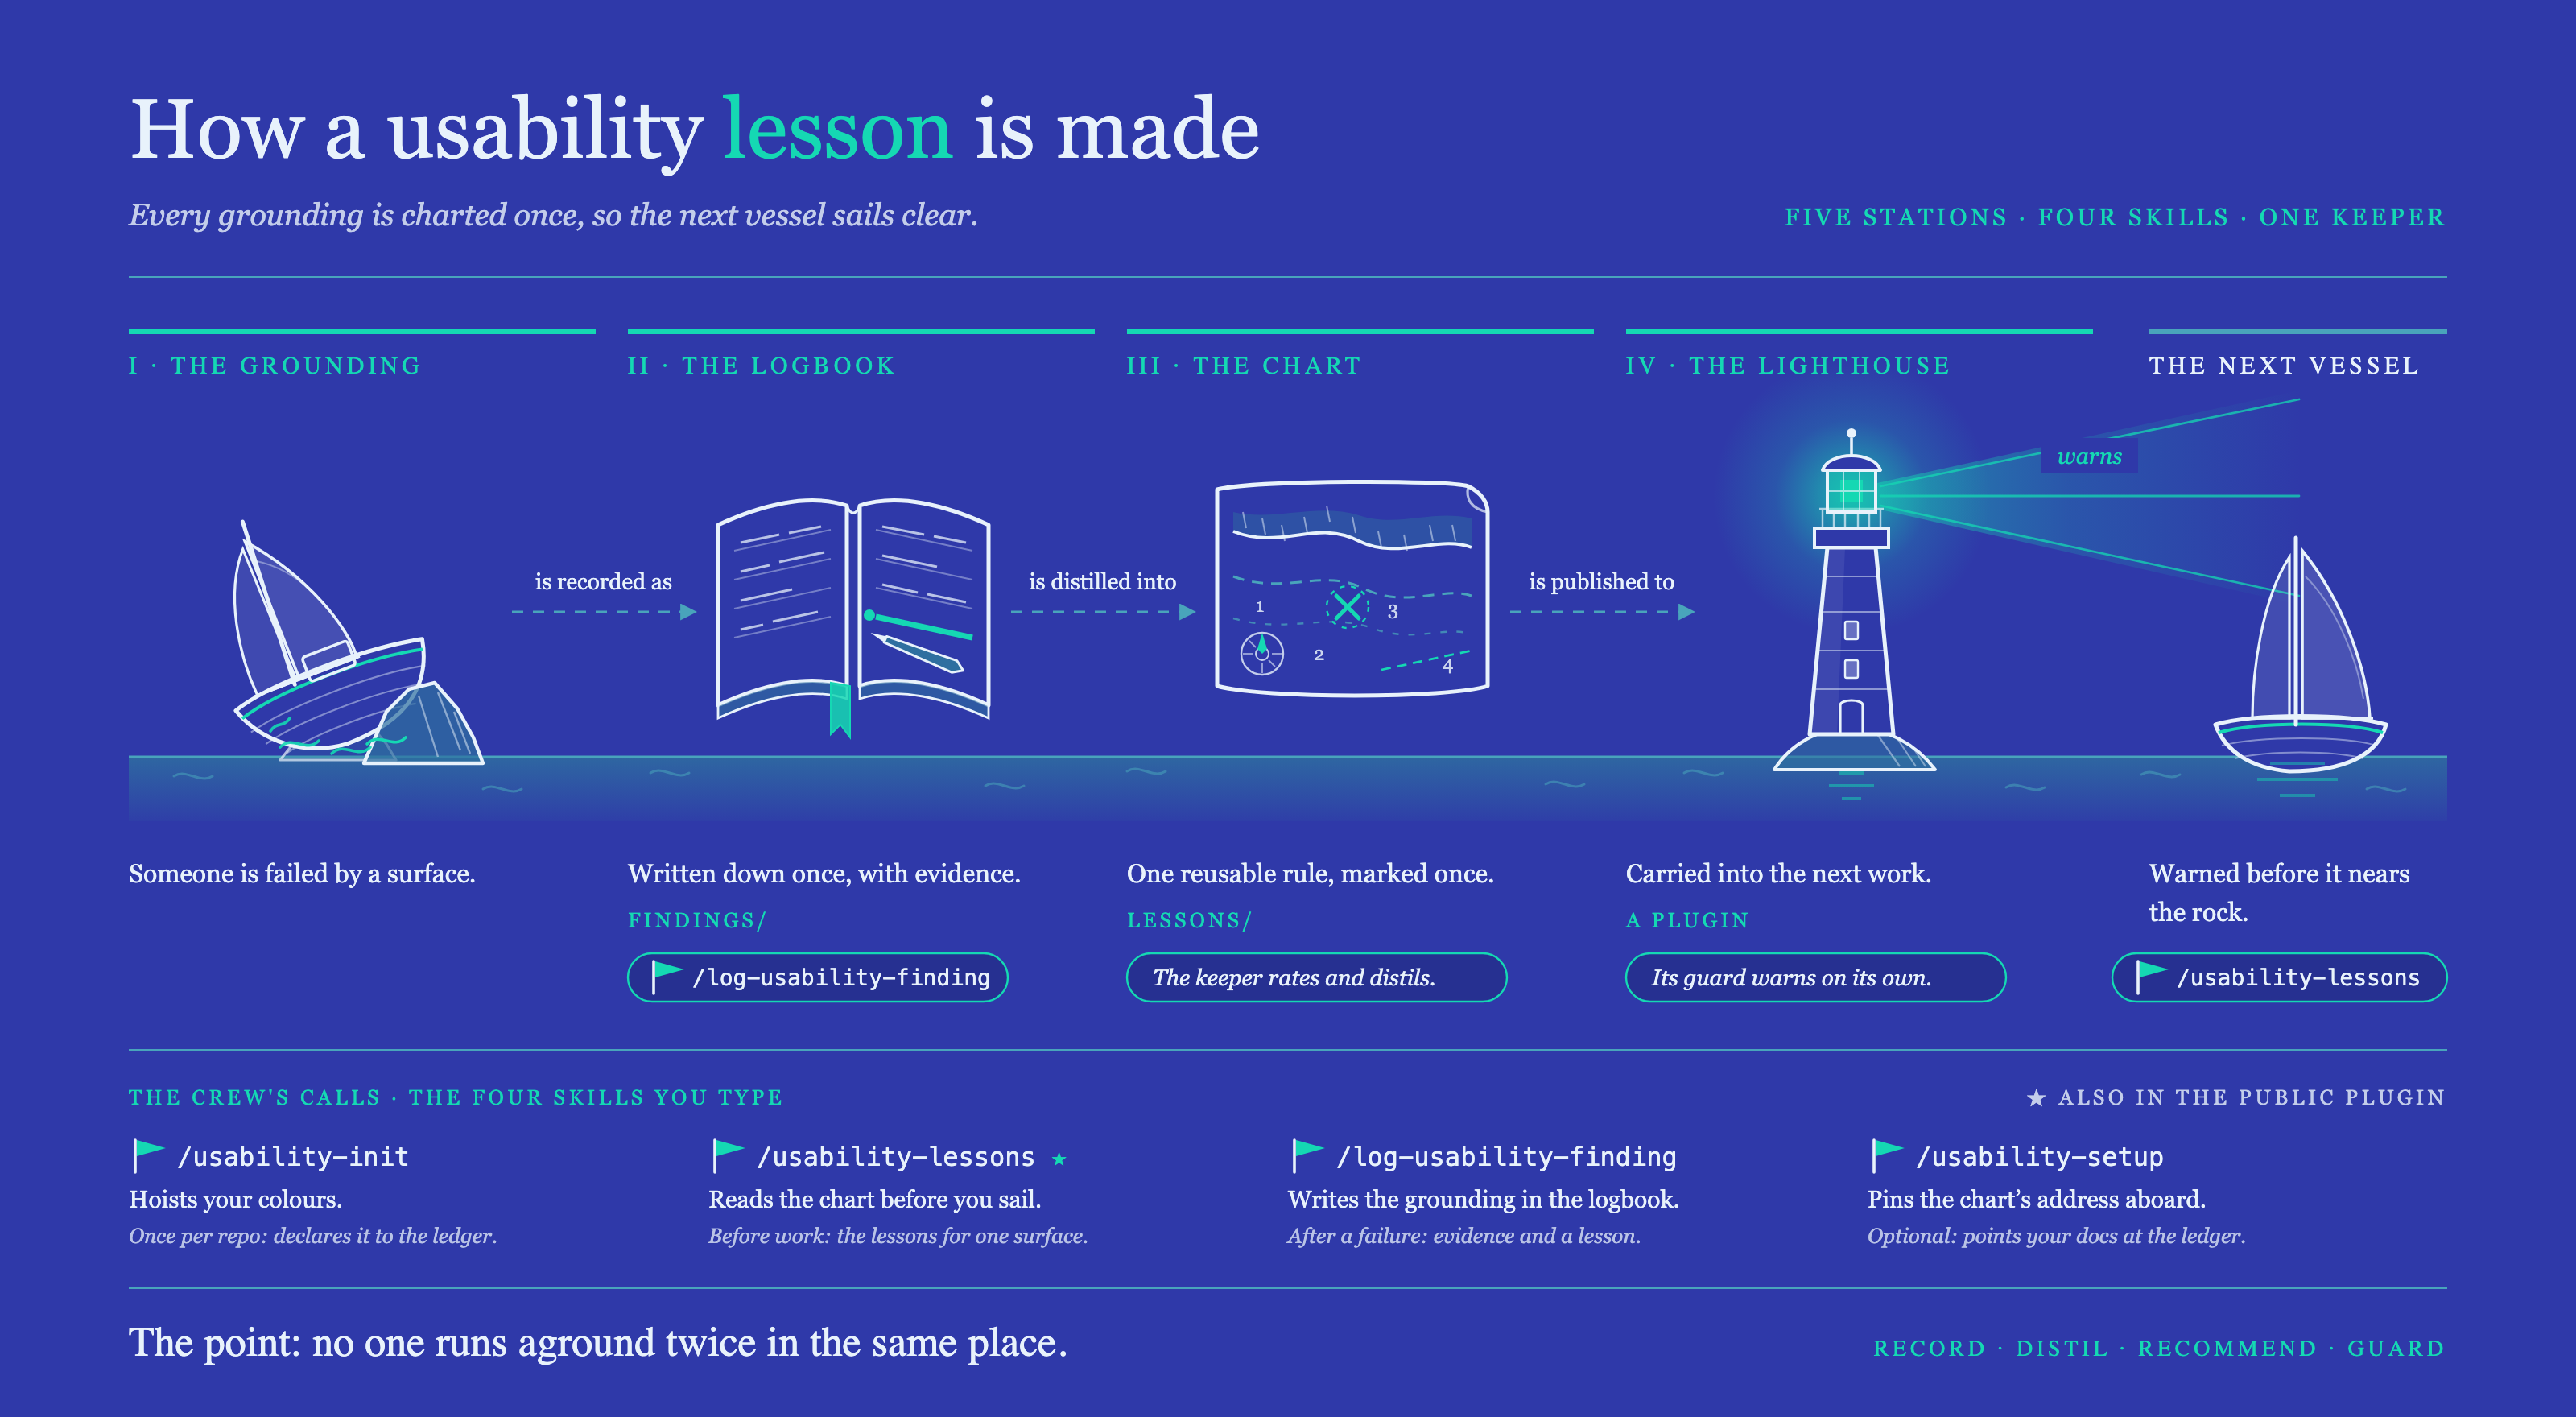 How a usability lesson is made
Every grounding is charted once, so the next vessel sails clear.
FIVE STATIONS · FOUR SKILLS · ONE KEEPER
I · THE GROUNDING
II · THE LOGBOOK
III · THE CHART
IV · THE LIGHTHOUSE
THE NEXT VESSEL
warns
is recorded as
is distilled into
is published to
1
3
2
4
Someone is failed by a surface.
Written down once, with evidence.
FINDINGS/
/log-usability-finding
One reusable rule, marked once.
LESSONS/
The keeper rates and distils.
Carried into the next work.
A PLUGIN
Its guard warns on its own.
Warned before it nears
the rock.
/usability-lessons
THE CREW'S CALLS · THE FOUR SKILLS YOU TYPE
★ ALSO IN THE PUBLIC PLUGIN
/usability-init
Hoists your colours.
Once per repo: declares it to the ledger.
/usability-lessons ★
Reads the chart before you sail.
Before work: the lessons for one surface.
/log-usability-finding
Writes the grounding in the logbook.
After a failure: evidence and a lesson.
/usability-setup
Pins the chart’s address aboard.
Optional: points your docs at the ledger.
The point: no one runs aground twice in the same place.
RECORD · DISTIL · RECOMMEND · GUARD